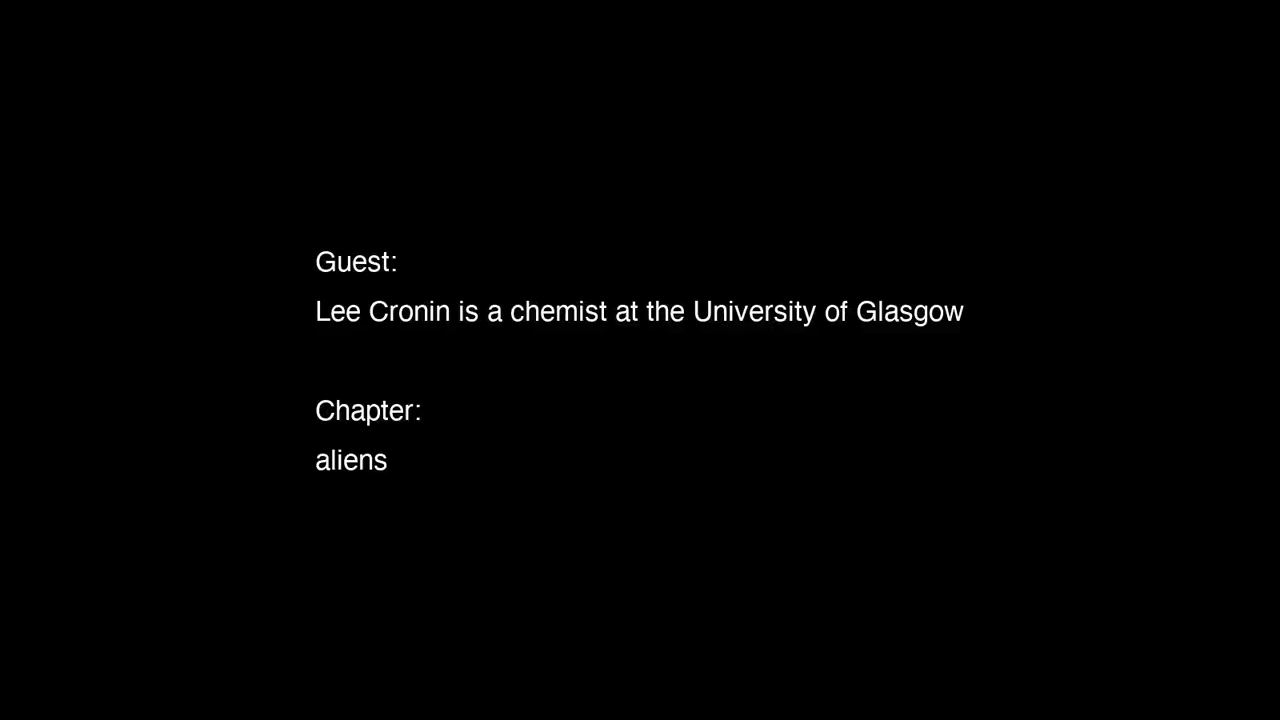 Guest:
Lee Cronin is a chemist at the University of Glasgow
Chapter:
aliens